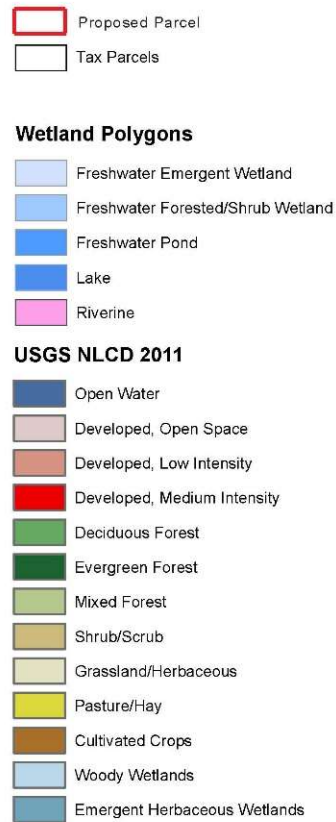 Proposed Parcel
Tax Parcels
Wetland Polygons
Freshwater Emergent Wetland
Freshwater Forested/Shrub Wetland
Freshwater Pond
Lake
Riverine
USGS NLCD 2011
Open Water
Developed, Open Space
Developed, Low Intensity
Developed, Medium Intensity
Deciduous Forest
Evergreen Forest
Mixed Forest
Shrub/Scrub
Grassland/Herbaceous
Pasture/Hay
Cultivated Crops
Woody Wetlands
Emergent Herbaceous Wetlands